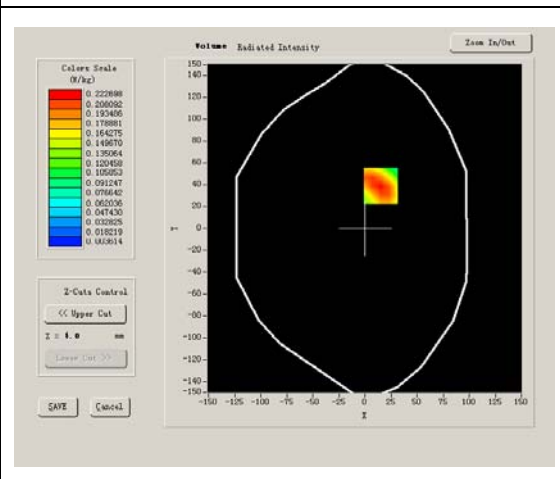 Volume Radiated Intensity
Zoom In/Out
Colors Scale
(W/kg)
0.222698
0.208092
0.193486
0.178881
0.164275
0.149670
0.135064
0.120458
0.105853
0.091247
0.076642
0.062036
0.047430
0.032825
0.018219
0.003614
Z-Cuts Control
<< Upper Cut
Z = 4.0 mm
Lower Cut >>
SAVE
Cancel
150
140
120
100
80
60
40
20
0
-20
-40
-60
-80
-100
-120
-140
-150
Y
-150 -125 -100 -75 -50 -25 0 25 50 75 100 125 150
X